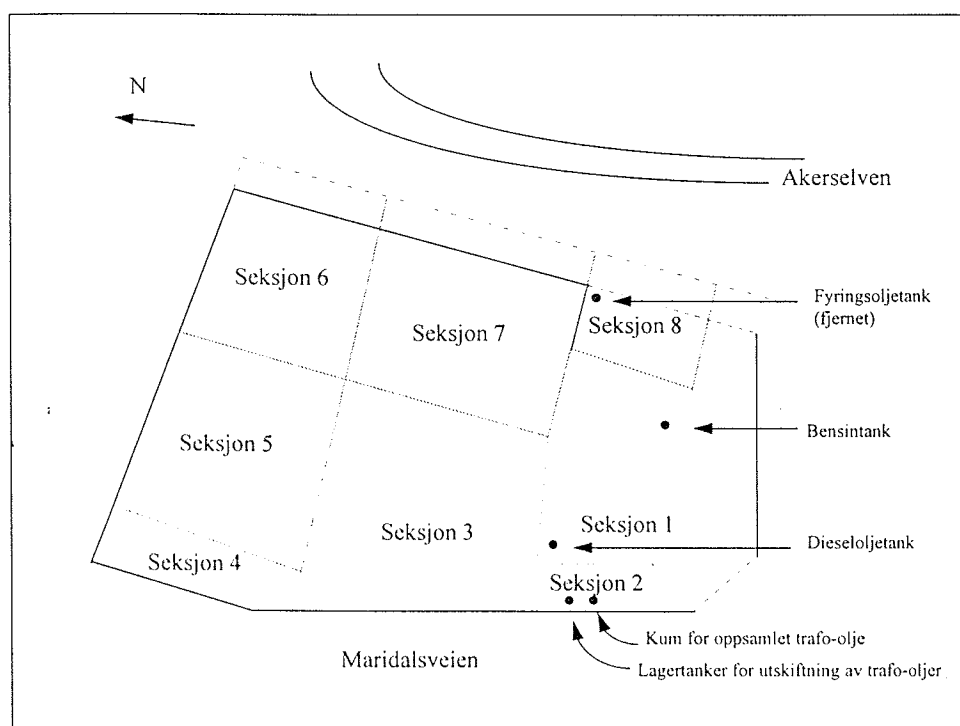 N
Akerselven
Seksjon 6
Seksjon 7
Fyringsoljetank
(fjernet)
Seksjon 8
Bensintank
Seksjon 5
Seksjon 3
Seksjon 1
Dieseloljetank
Seksjon 4
Seksjon 2
Kum for oppsamlet trafo-olje
Maridalsveien
Lagertanker for utskiftning av trafo-oljer